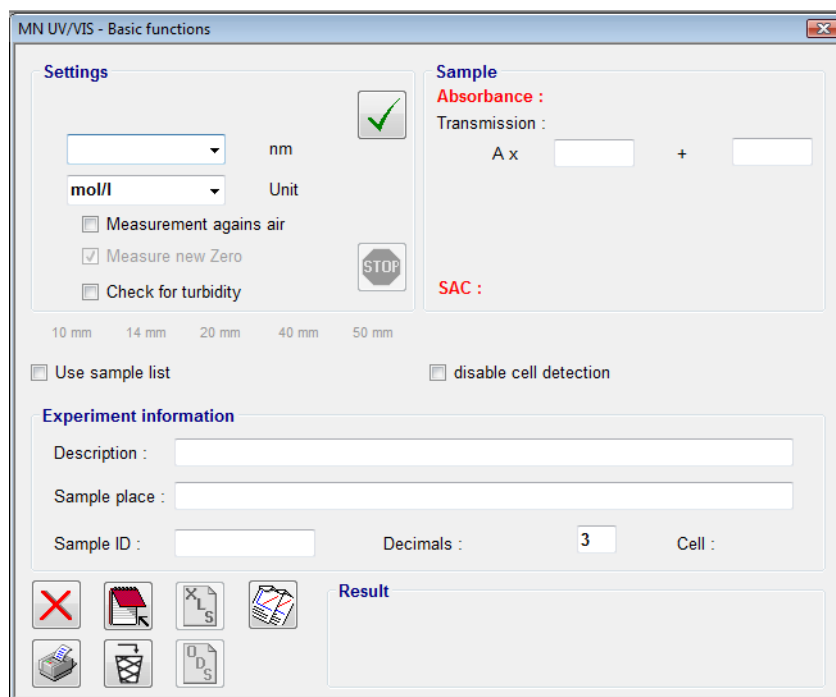 MN UV/VIS - Basic functions
Settings
nm
mol/l Unit
Measurement agains air
Measure new Zero
STOP
Check for turbidity
Sample
Absorbance :
Transmission :
A x +
SAC :
10 mm 14 mm 20 mm 40 mm 50 mm
Use sample list disable cell detection
Experiment information
Description :
Sample place :
Sample ID : Decimals : 3 Cell :
XLS
ODS
Result